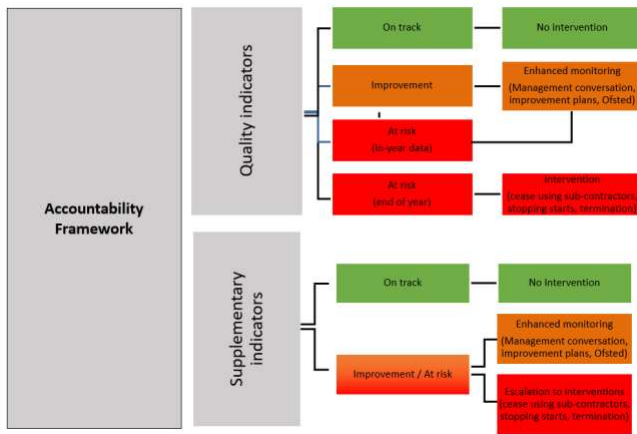 Accountability
Framework
Quality indicators
On track
No intervention
Improvement
Enhanced monitoring
(Management conversation,
improvement plans, Ofsted)
At risk
(in-year data)
At risk
(end of year)
Intervention
(cease using sub-contractors,
stopping starts, termination)
Supplementary
indicators
On track
No Intervention
Improvement / At risk
Enhanced monitoring
(Management conversation,
improvement plans, Ofsted)
Escalation to interventions
(cease using sub-contractors,
stopping starts, termination)